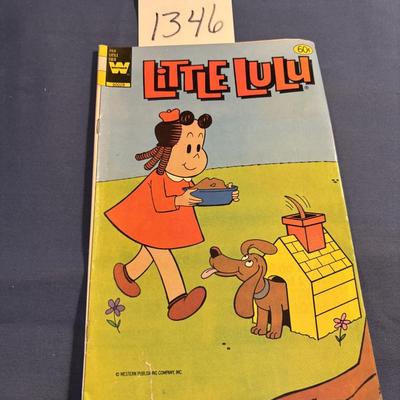 1346
60¢
LITTLE LULU®
© WESTERN PUBLISHING COMPANY, INC.